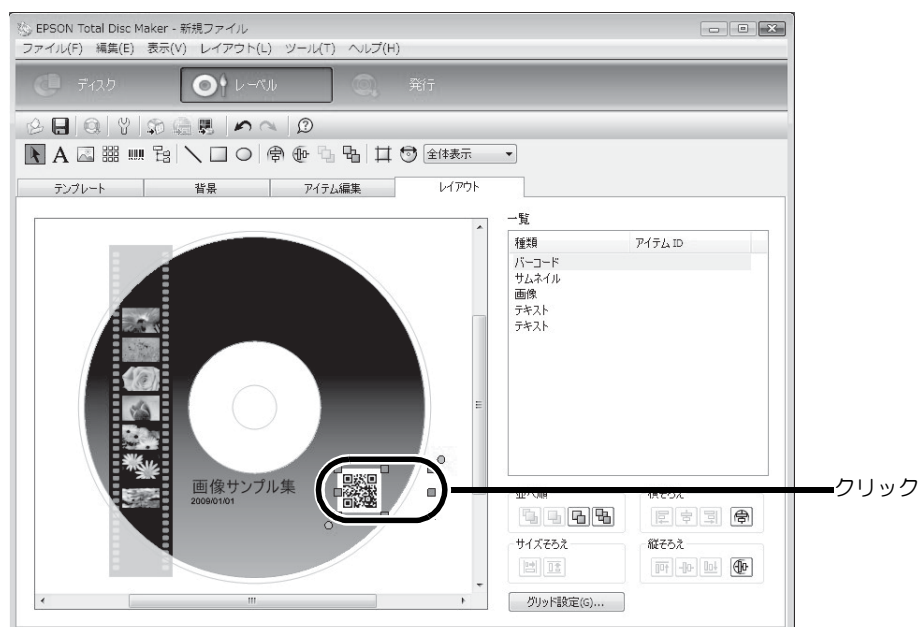 EPSON Total Disc Maker - 新規ファイル
ファイル(F) 編集(E) 表示(V) レイアウト(L) ツール(T) ヘルプ(H)
ディスク レーベル 発行
A 全体表示
テンプレート 背景 アイテム編集 レイアウト
一覧
種類 アイテム ID
バーコード
サムネイル
画像
テキスト
テキスト
画像サンプル集
2009/01/01
クリック
並べ順 横そろえ
サイズそろえ 縦そろえ
グリッド設定(G)...